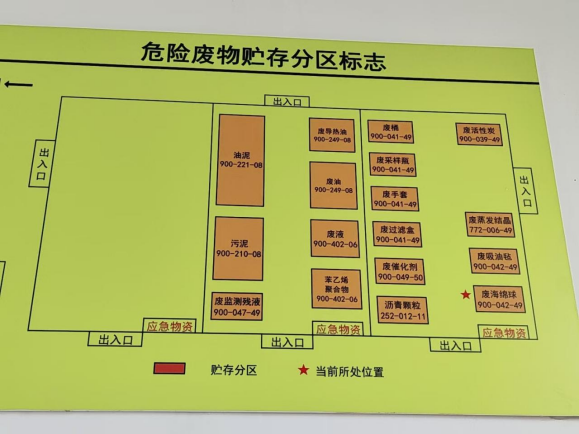 危险废物贮存分区标志
出入口
出入口
出入口
油泥
900-221-08
污泥
900-210-08
废监测残液
900-047-49
废导热油
900-249-08
废油
900-249-08
废液
900-402-06
苯乙烯
聚合物
900-402-06
废桶
900-041-49
废采样瓶
900-041-49
废手套
900-041-49
废过滤盒
900-041-49
废催化剂
900-049-50
沥青颗粒
252-012-11
废活性炭
900-039-49
废蒸发结晶
772-006-49
废吸油毡
900-042-49
废海绵球
900-042-49
应急物资
应急物资
应急物资
出入口
出入口
出入口
贮存分区
当前所处位置